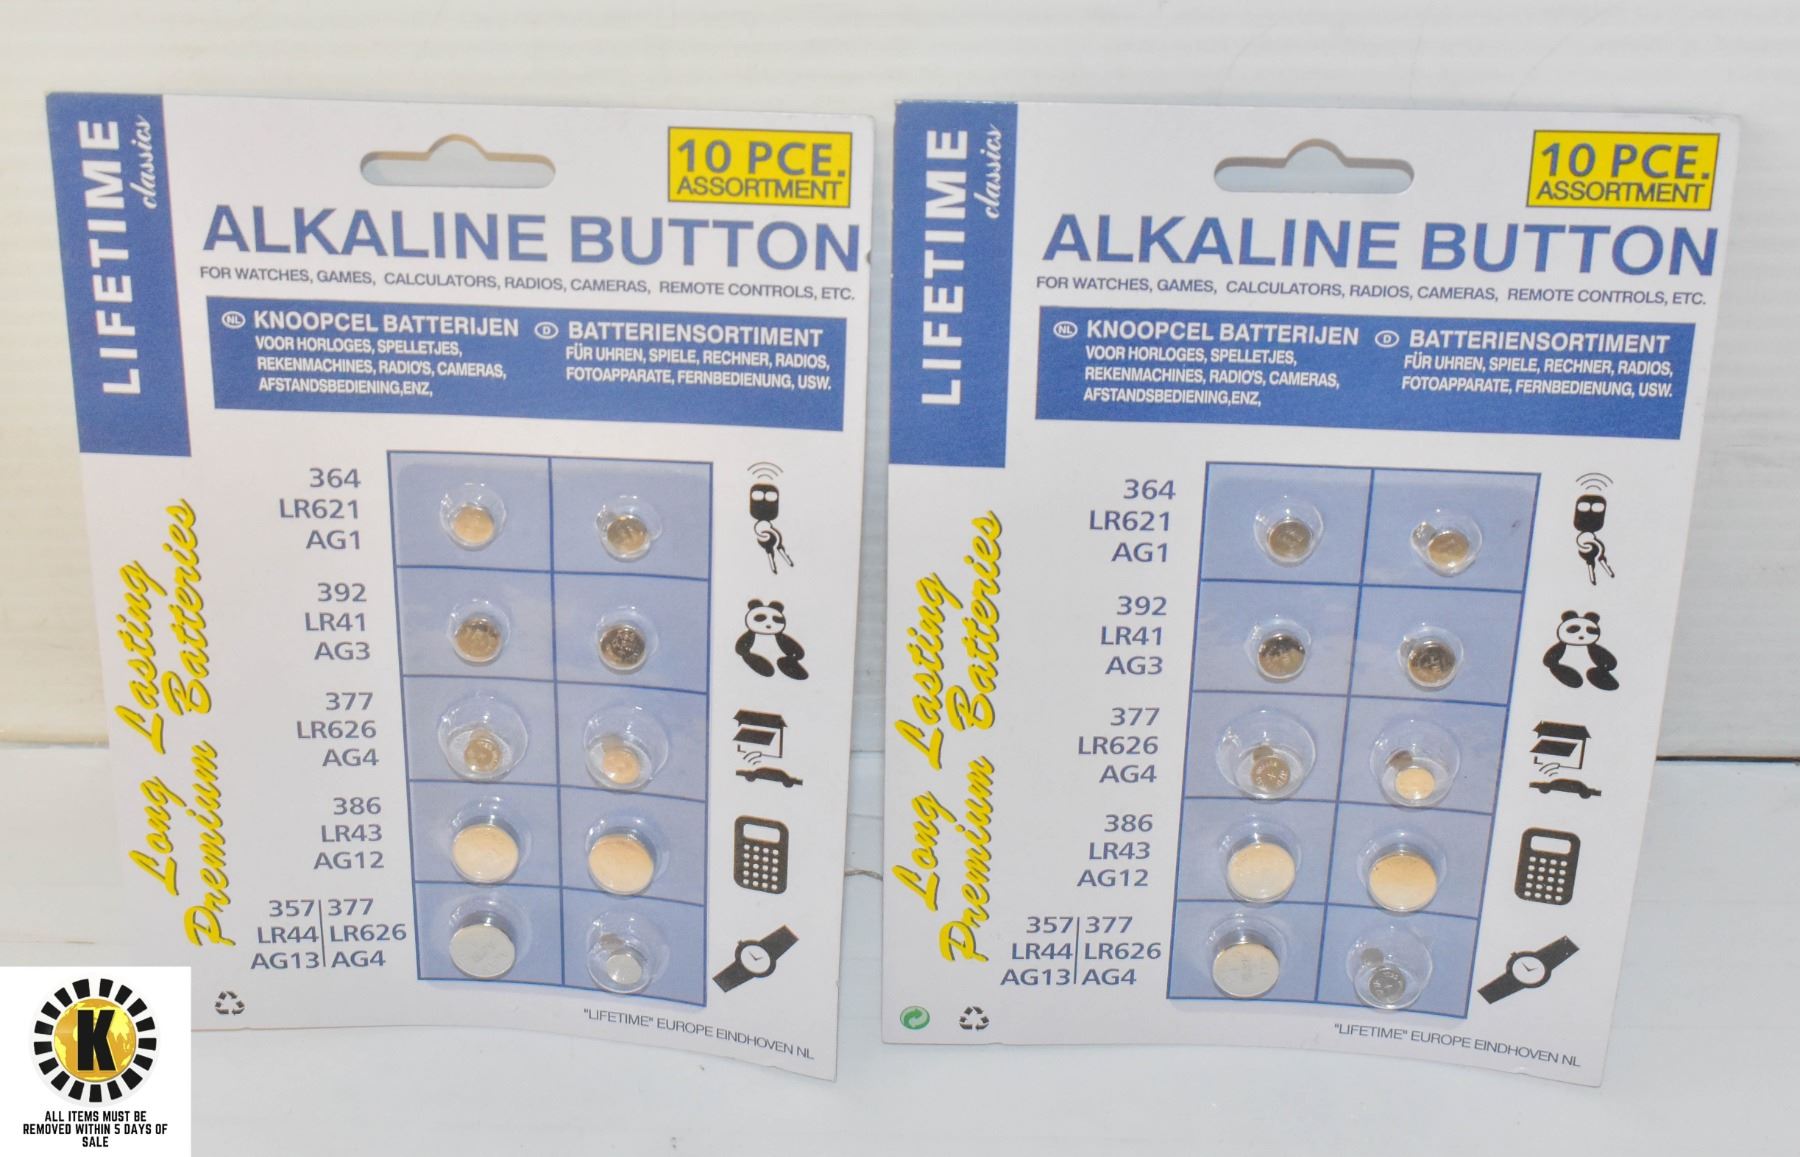 LIFETIME
classics
10 PCE.
ASSORTMENT
ALKALINE BUTTON
FOR WATCHES, GAMES, CALCULATORS, RADIOS, CAMERAS, REMOTE CONTROLS, ETC.
NL KNOOPCEL BATTERIJEN
VOOR HORLOGES, SPELLETJES,
REKENMACHINES, RADIO'S, CAMERAS,
AFSTANDSBEDIENING,ENZ,
D BATTERIENSORTIMENT
FÜR UHREN, SPIELE, RECHNER, RADIOS,
FOTOAPPARATE, FERNBEDIENUNG, USW.
Long Lasting
Premium Batteries
364
LR621
AG1
392
LR41
AG3
377
LR626
AG4
386
LR43
AG12
357 | 377
LR44 | LR626
AG13 | AG4
"LIFETIME" EUROPE EINDHOVEN NL
LIFETIME
classics
10 PCE.
ASSORTMENT
ALKALINE BUTTON
FOR WATCHES, GAMES, CALCULATORS, RADIOS, CAMERAS, REMOTE CONTROLS, ETC.
NL KNOOPCEL BATTERIJEN
VOOR HORLOGES, SPELLETJES,
REKENMACHINES, RADIO'S, CAMERAS,
AFSTANDSBEDIENING,ENZ,
D BATTERIENSORTIMENT
FÜR UHREN, SPIELE, RECHNER, RADIOS,
FOTOAPPARATE, FERNBEDIENUNG, USW.
Long Lasting
Premium Batteries
364
LR621
AG1
392
LR41
AG3
377
LR626
AG4
386
LR43
AG12
357 | 377
LR44 | LR626
AG13 | AG4
"LIFETIME" EUROPE EINDHOVEN NL
K
ALL ITEMS MUST BE
REMOVED WITHIN 5 DAYS OF
SALE